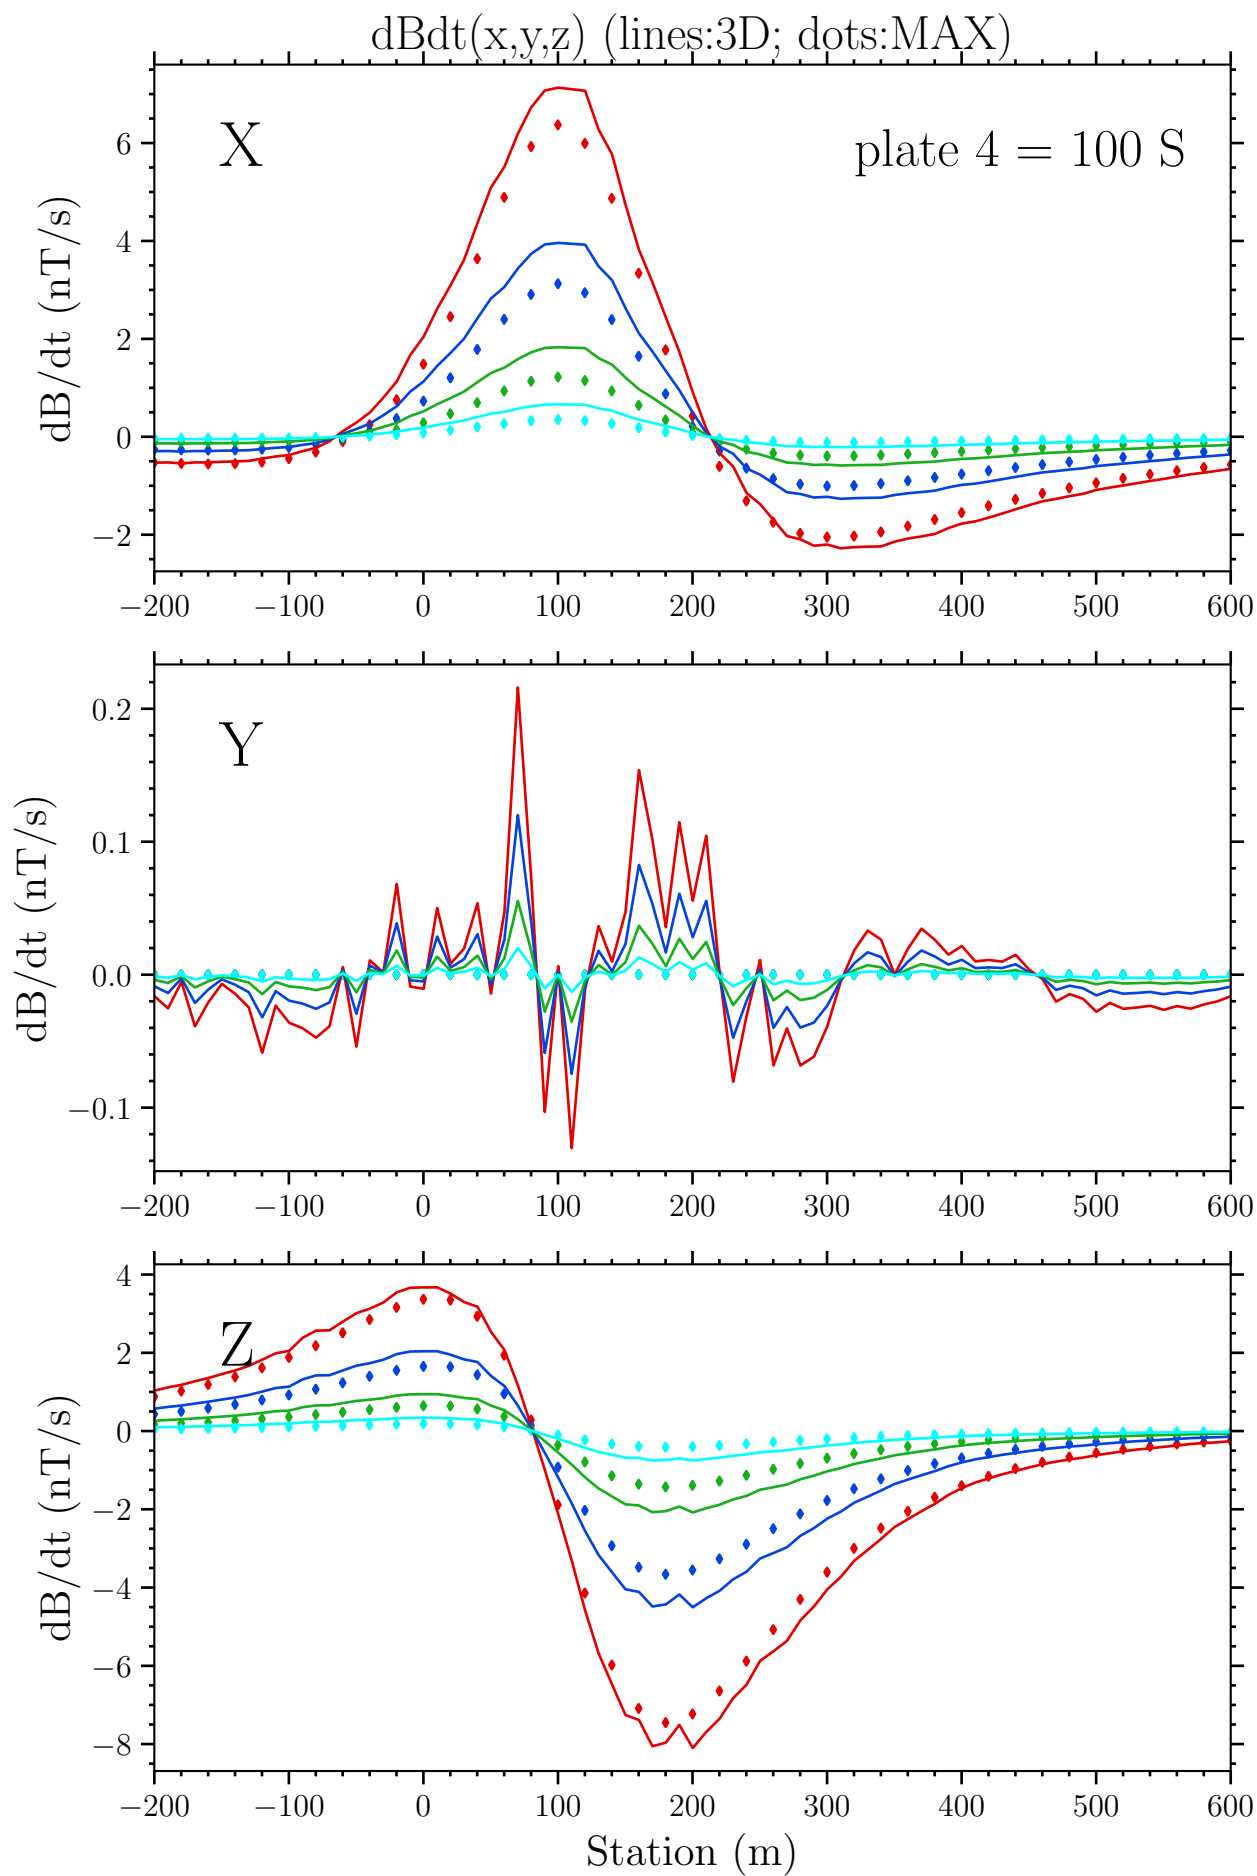 dBdt(x,y,z) (lines:3D; dots:MAX)
X
plate 4 = 100 S
dB/dt (nT/s)
6
4
2
0
−2
−200 −100 0 100 200 300 400 500 600
Y
dB/dt (nT/s)
0.2
0.1
0.0
−0.1
−200 −100 0 100 200 300 400 500 600
Z
dB/dt (nT/s)
4
2
0
−2
−4
−6
−8
−200 −100 0 100 200 300 400 500 600
Station (m)